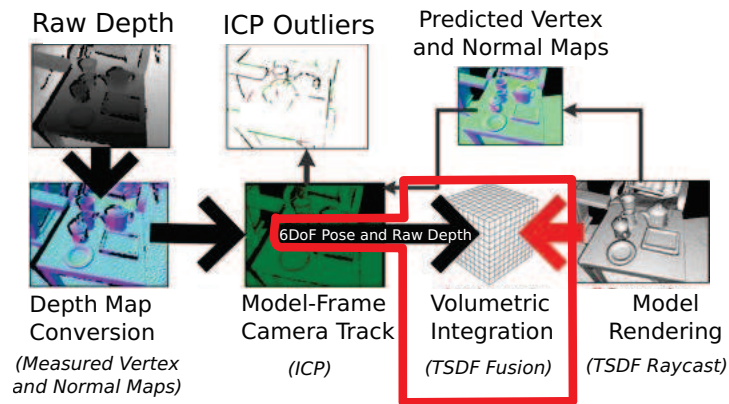 Raw Depth
ICP Outliers
Predicted Vertex
and Normal Maps
6DoF Pose and Raw Depth
Depth Map
Conversion
(Measured Vertex
and Normal Maps)
Model-Frame
Camera Track
(ICP)
Volumetric
Integration
(TSDF Fusion)
Model
Rendering
(TSDF Raycast)